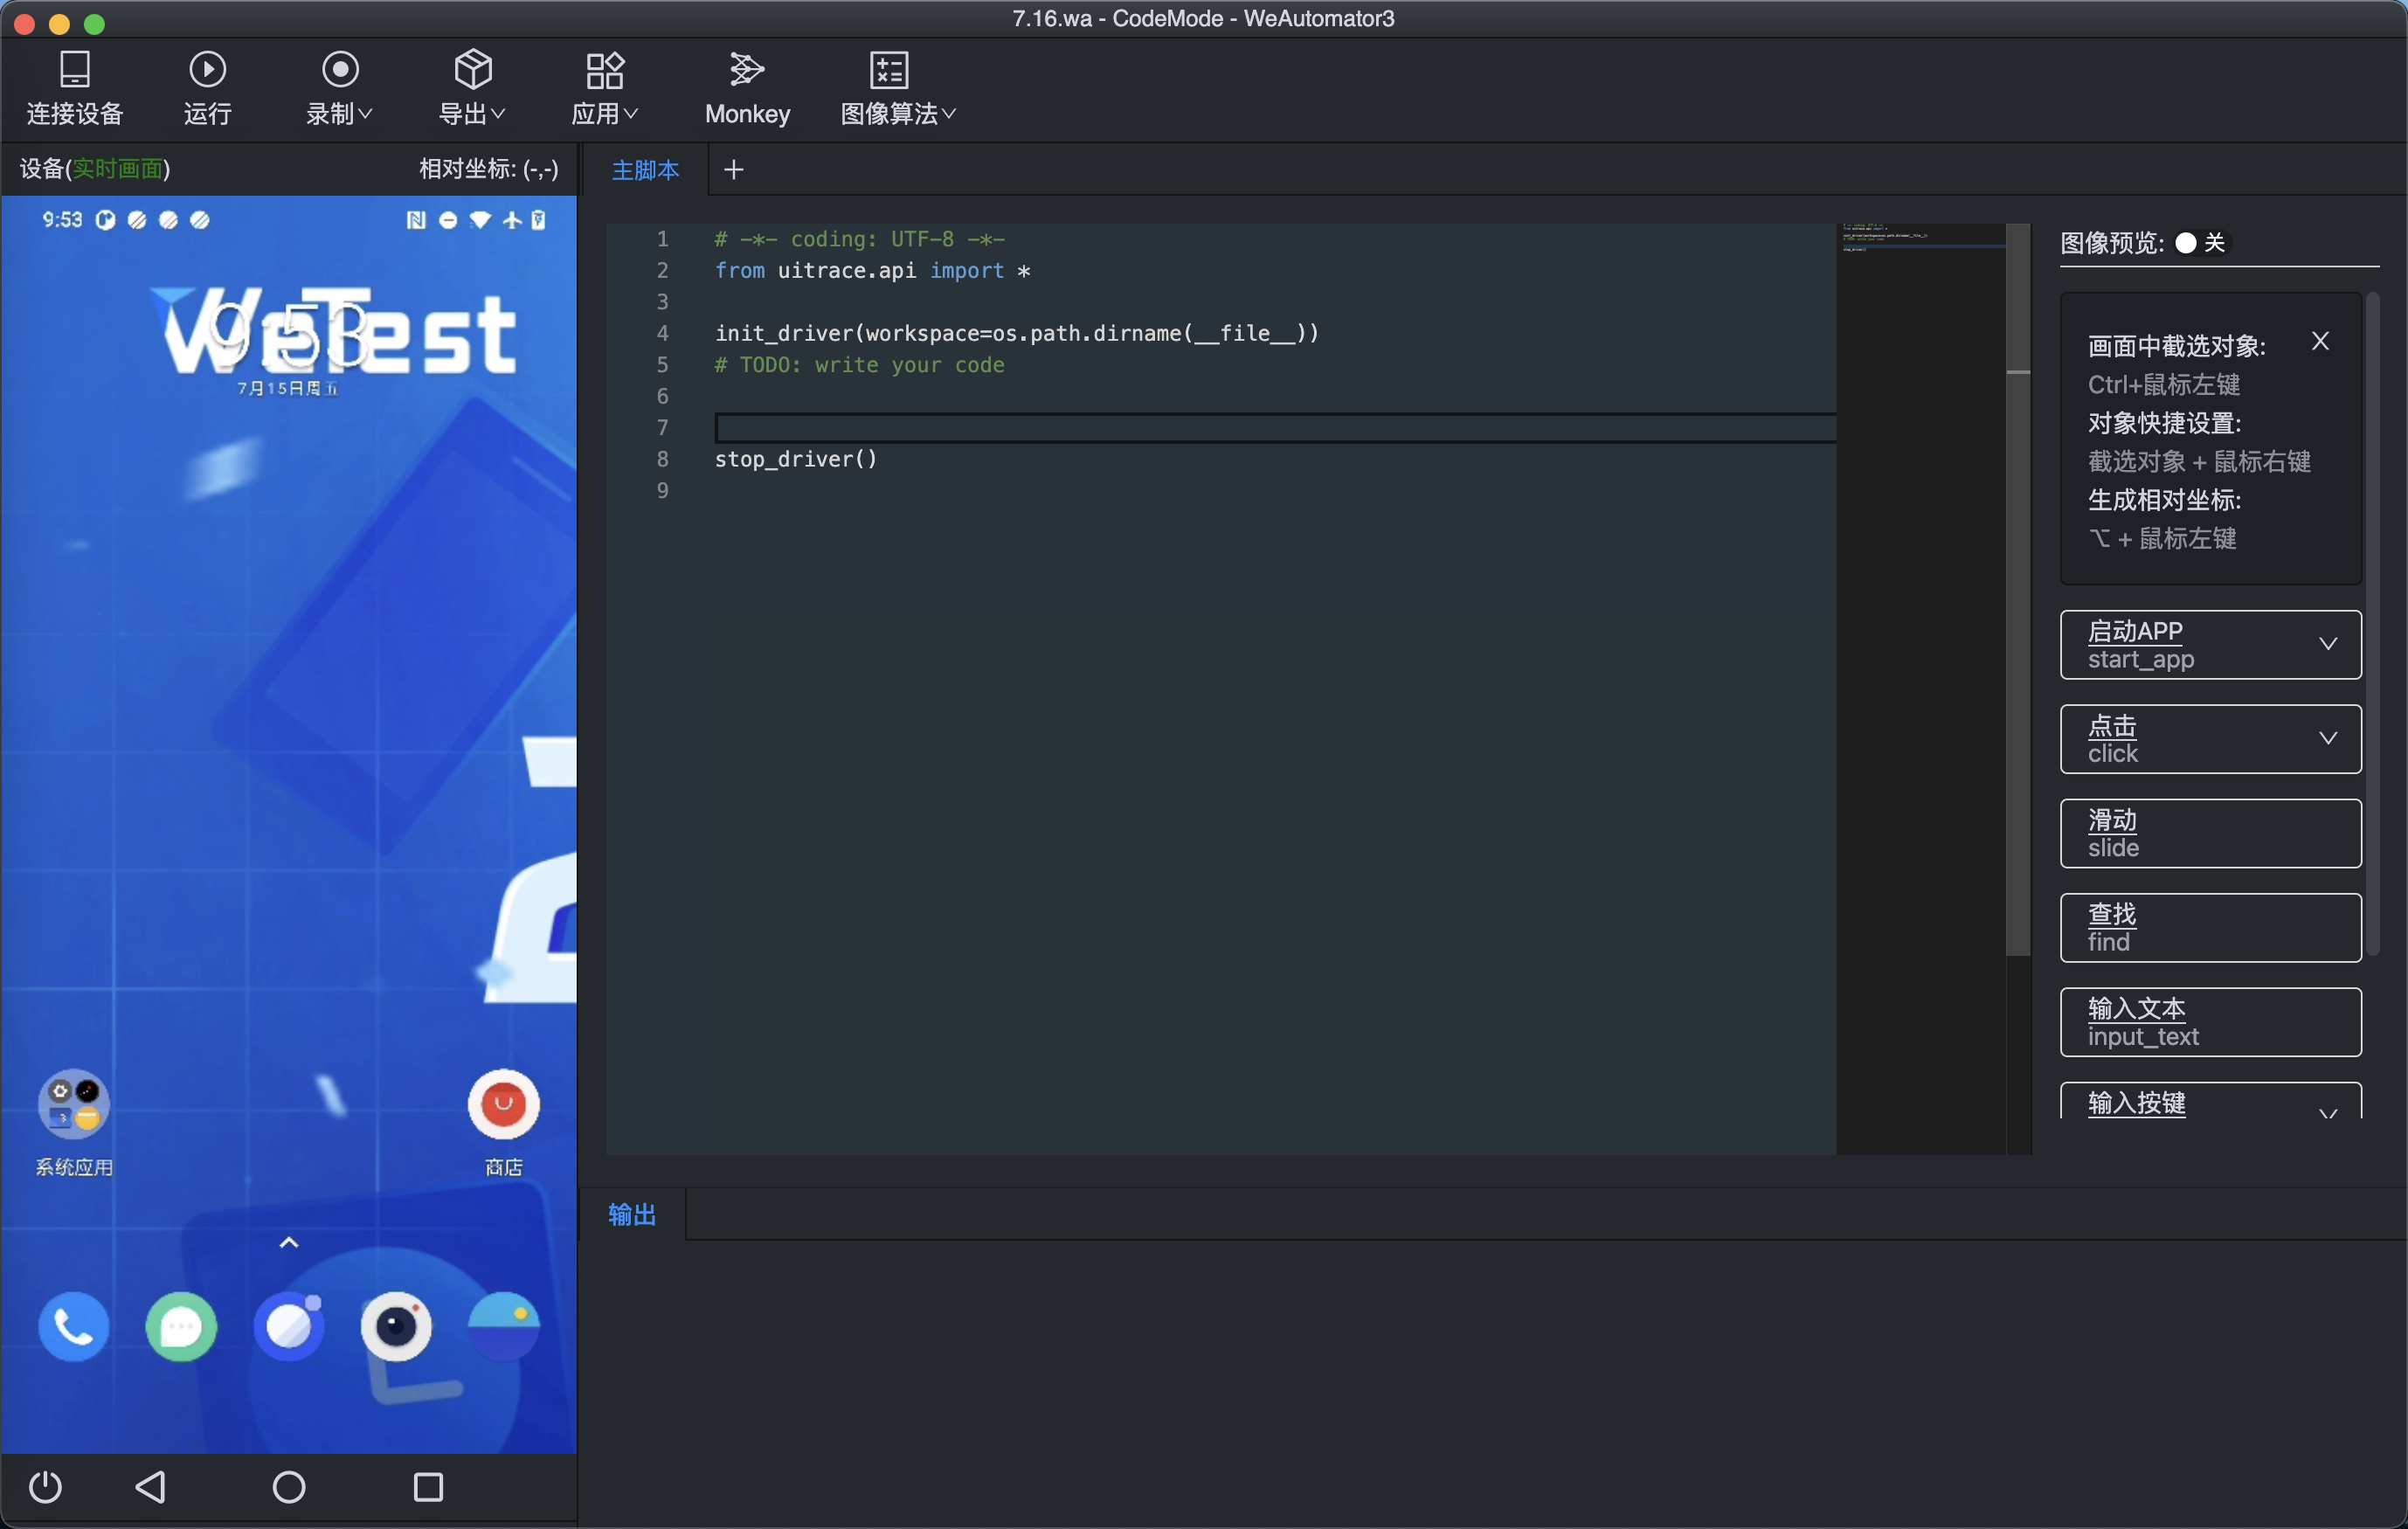 7.16.wa - CodeMode - WeAutomator3
连接设备
运行
录制
导出
应用
Monkey
图像算法
设备(实时画面)
相对坐标: (-,-)
主脚本
9:53
WeTest
9:53
7月15日周五
系统应用
商店
1 # -*- coding: UTF-8 -*-
2 from uitrace.api import *
3
4 init_driver(workspace=os.path.dirname(__file__))
5 # TODO: write your code
6
7
8 stop_driver()
9
图像预览: 关
画面中截选对象:
Ctrl+鼠标左键
对象快捷设置:
截选对象 + 鼠标右键
生成相对坐标:
⌥ + 鼠标左键
启动APP
start_app
点击
click
滑动
slide
查找
find
输入文本
input_text
输入按键
输出